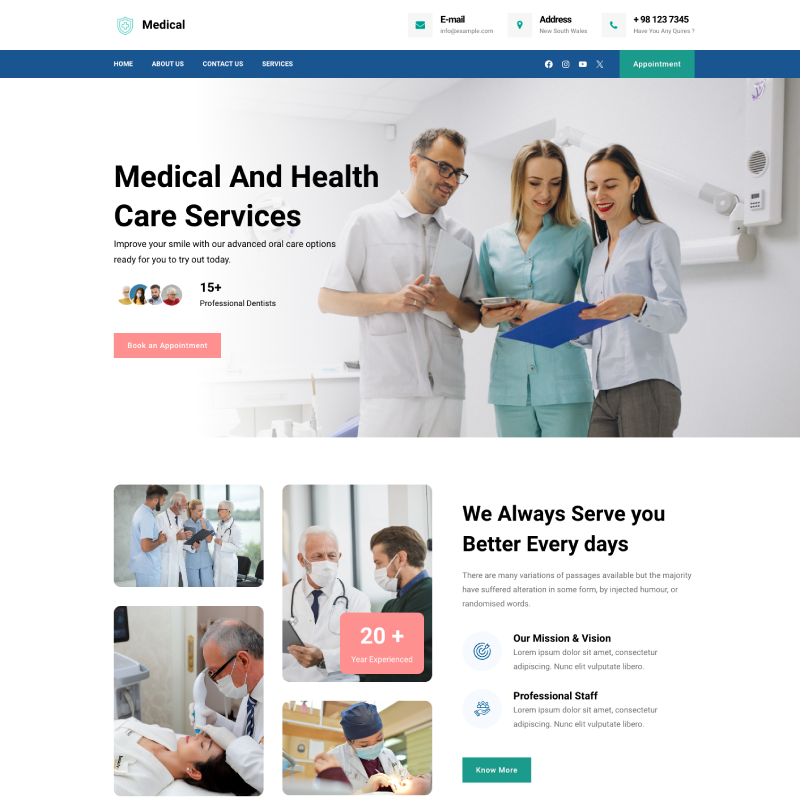 Medical
E-mail
info@example.com
Address
New South Wales
+ 98 123 7345
Have You Any Quires ?
HOME
ABOUT US
CONTACT US
SERVICES
Appointment
Medical And Health
Care Services
Improve your smile with our advanced oral care options
ready for you to try out today.
15+
Professional Dentists
Book an Appointment
20 +
Year Experienced
We Always Serve you
Better Every days
There are many variations of passages available but the majority
have suffered alteration in some form, by injected humour, or
randomised words.
Our Mission & Vision
Lorem ipsum dolor sit amet, consectetur
adipiscing. Nunc elit vulputate libero.
Professional Staff
Lorem ipsum dolor sit amet, consectetur
adipiscing. Nunc elit vulputate libero.
Know More